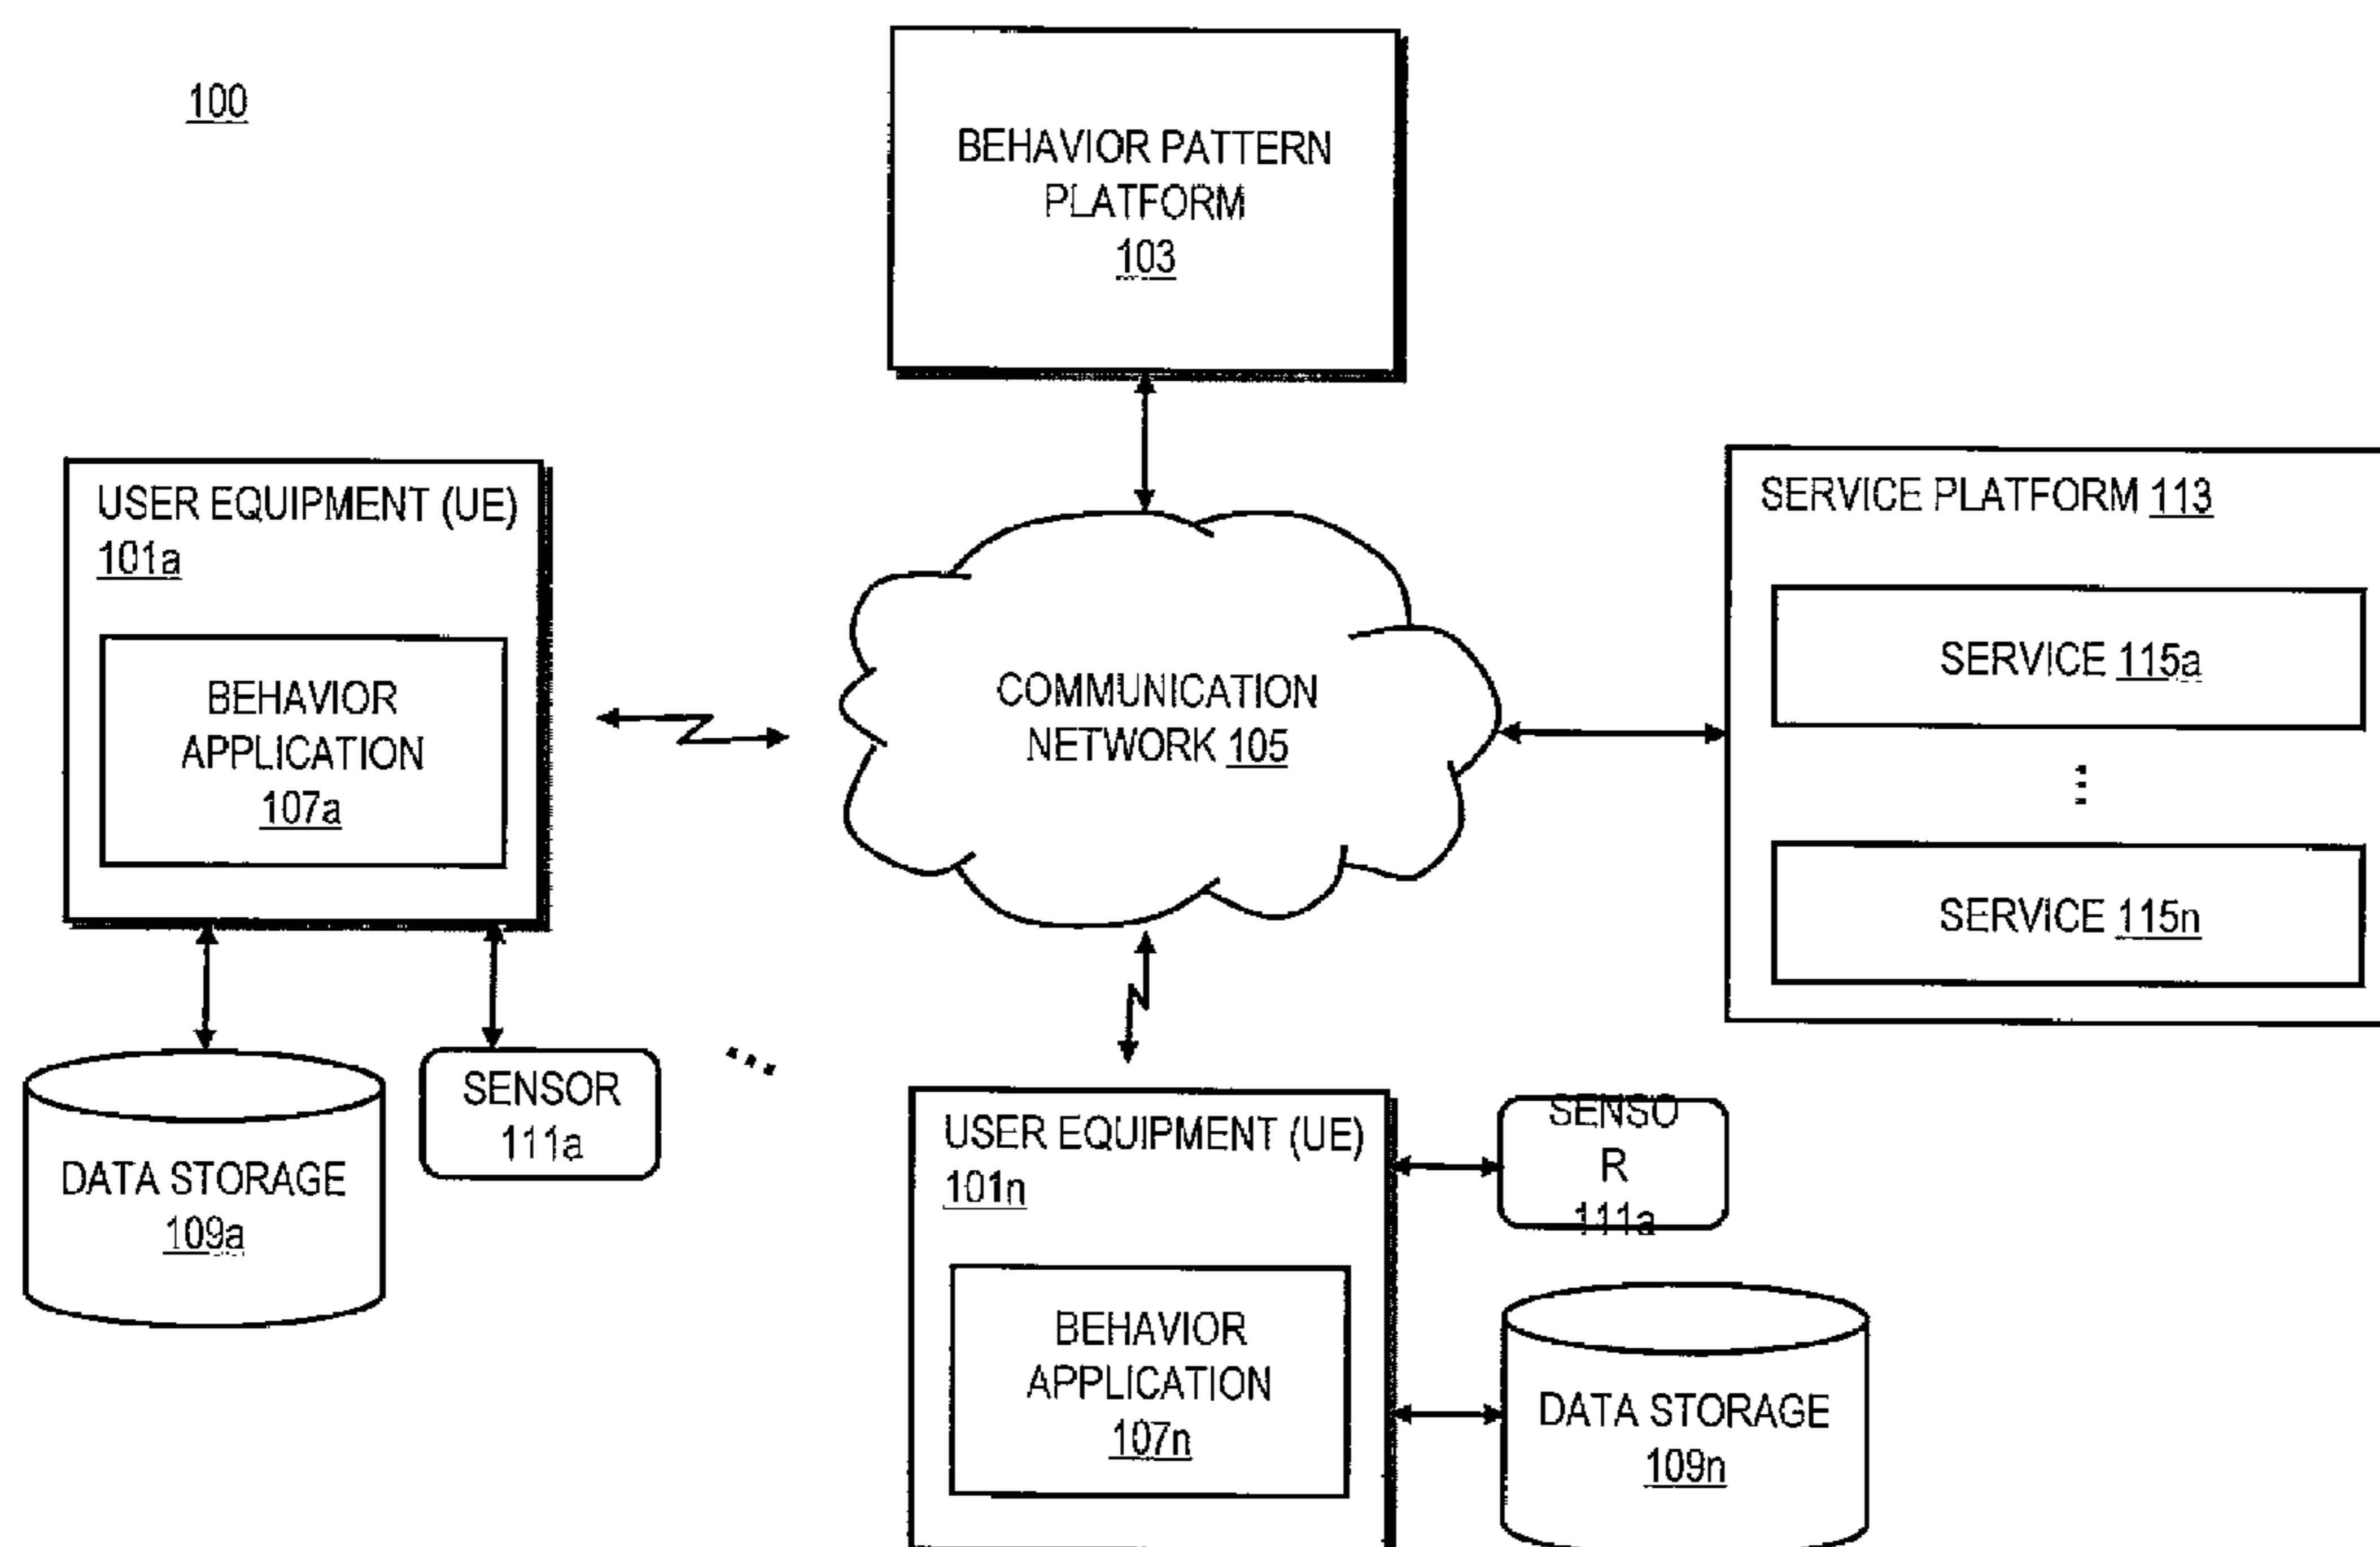 100
BEHAVIOR PATTERN
PLATFORM
103
USER EQUIPMENT (UE)
101a
BEHAVIOR
APPLICATION
107a
COMMUNICATION
NETWORK 105
SERVICE PLATFORM 113
SERVICE 115a
⋮
SERVICE 115n
DATA STORAGE
109a
SENSOR
111a
...
USER EQUIPMENT (UE)
101n
BEHAVIOR
APPLICATION
107n
SENSO
R
111a
DATA STORAGE
109n